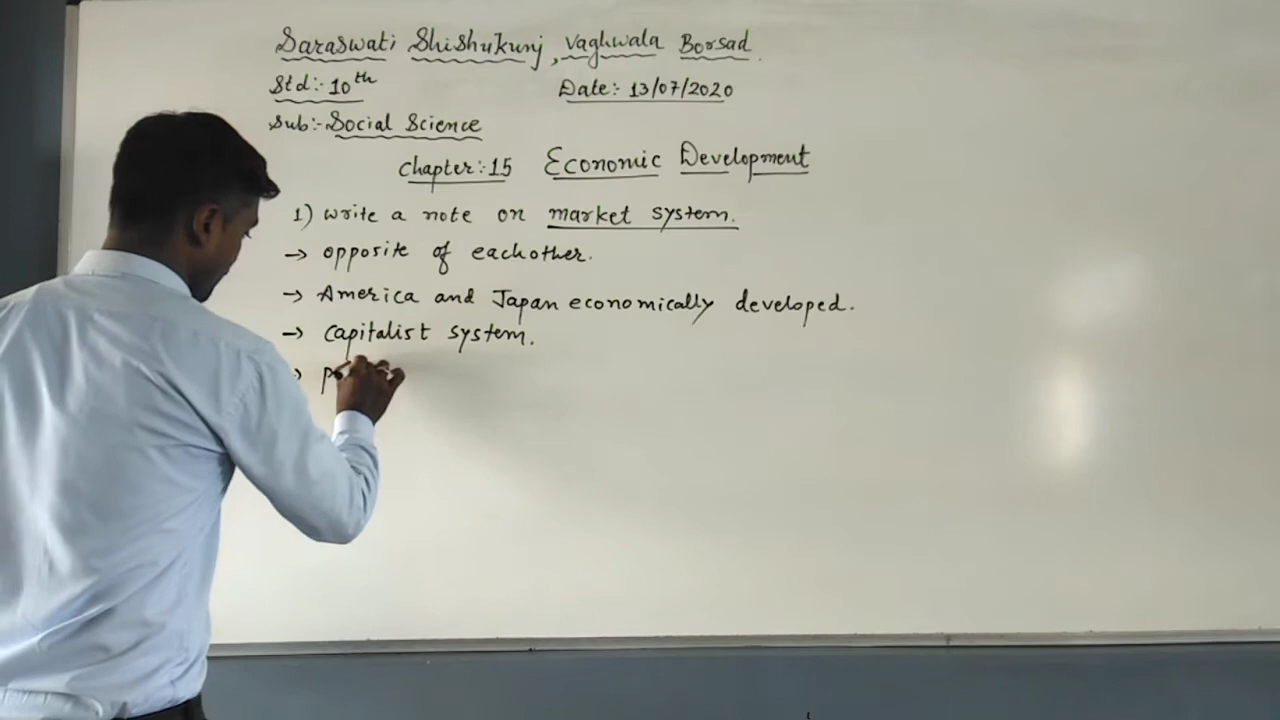 Saraswati Shishukunj, Vaghwala Borsad.
Std:- 10th Date:- 13/07/2020
Sub:- Social Science
Chapter:-15 Economic Development
1) write a note on market system.
→ opposite of eachother.
→ America and Japan economically developed.
→ capitalist system.